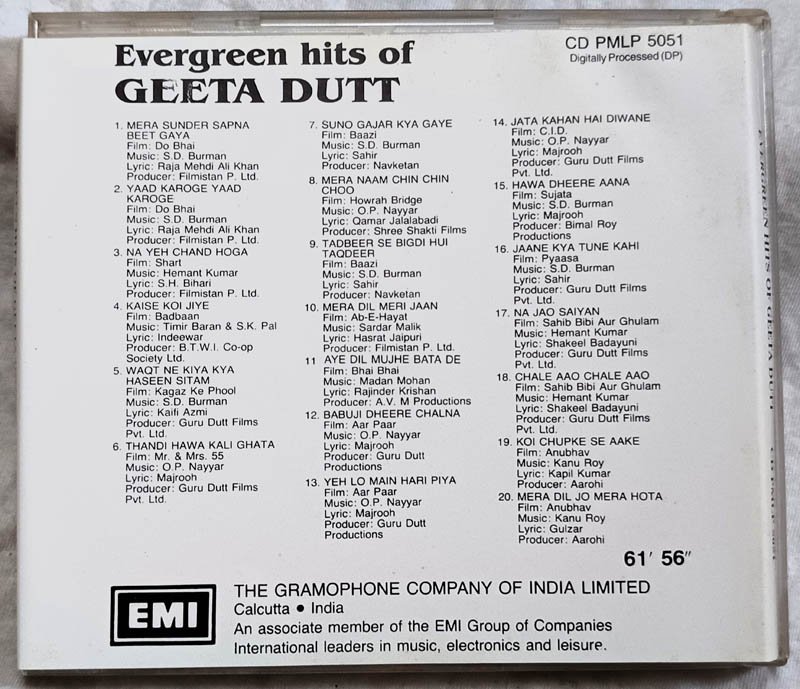 Evergreen hits of
GEETA DUTT
CD PMLP 5051
Digitally Processed (DP)
1. MERA SUNDER SAPNA
BEET GAYA
Film: Do Bhai
Music: S.D. Burman
Lyric: Raja Mehdi Ali Khan
Producer: Filmistan P. Ltd.
2. YAAD KAROGE YAAD
KAROGE
Film: Do Bhai
Music: S.D. Burman
Lyric: Raja Mehdi Ali Khan
Producer: Filmistan P. Ltd.
3. NA YEH CHAND HOGA
Film: Shart
Music: Hemant Kumar
Lyric: S.H. Bihari
Producer: Filmistan P. Ltd.
4. KAISE KOI JIYE
Film: Badbaan
Music: Timir Baran & S.K. Pal
Lyric: Indeewar
Producer: B.T.W.I. Co-op
Society Ltd.
5. WAQT NE KIYA KYA
HASEEN SITAM
Film: Kagaz Ke Phool
Music: S.D. Burman
Lyric: Kaifi Azmi
Producer: Guru Dutt Films
Pvt. Ltd.
6. THANDI HAWA KALI GHATA
Film: Mr. & Mrs. 55
Music: O.P. Nayyar
Lyric: Majrooh
Producer: Guru Dutt Films
Pvt. Ltd.
7. SUNO GAJAR KYA GAYE
Film: Baazi
Music: S.D. Burman
Lyric: Sahir
Producer: Navketan
8. MERA NAAM CHIN CHIN
CHOO
Film: Howrah Bridge
Music: O.P. Nayyar
Lyric: Qamar Jalalabadi
Producer: Shree Shakti Films
9. TADBEER SE BIGDI HUI
TAQDEER
Film: Baazi
Music: S.D. Burman
Lyric: Sahir
Producer: Navketan
10. MERA DIL MERI JAAN
Film: Ab-E-Hayat
Music: Sardar Malik
Lyric: Hasrat Jaipuri
Producer: Filmistan P. Ltd.
11 AYE DIL MUJHE BATA DE
Film: Bhai Bhai
Music: Madan Mohan
Lyric: Rajinder Krishan
Producer: A.V. M Productions
12. BABUJI DHEERE CHALNA
Film: Aar Paar
Music: O.P. Nayyar
Lyric: Majrooh
Producer: Guru Dutt
Productions
13. YEH LO MAIN HARI PIYA
Film: Aar Paar
Music: O.P. Nayyar
Lyric: Majrooh
Producer: Guru Dutt
Productions
14. JATA KAHAN HAI DIWANE
Film: C.I.D.
Music: O.P. Nayyar
Lyric: Majrooh
Producer: Guru Dutt Films
Pvt. Ltd.
15. HAWA DHEERE AANA
Film: Sujata
Music: S.D. Burman
Lyric: Majrooh
Producer: Bimal Roy
Productions
16. JAANE KYA TUNE KAHI
Film: Pyaasa
Music: S.D. Burman
Lyric: Sahir
Producer: Guru Dutt Films
Pvt. Ltd.
17. NA JAO SAIYAN
Film: Sahib Bibi Aur Ghulam
Music: Hemant Kumar
Lyric: Shakeel Badayuni
Producer: Guru Dutt Films
Pvt. Ltd.
18. CHALE AAO CHALE AAO
Film: Sahib Bibi Aur Ghulam
Music: Hemant Kumar
Lyric: Shakeel Badayuni
Producer: Guru Dutt Films
Pvt. Ltd.
19. KOI CHUPKE SE AAKE
Film: Anubhav
Music: Kanu Roy
Lyric: Kapil Kumar
Producer: Aarohi
20. MERA DIL JO MERA HOTA
Film: Anubhav
Music: Kanu Roy
Lyric: Gulzar
Producer: Aarohi
61' 56"
EMI
THE GRAMOPHONE COMPANY OF INDIA LIMITED
Calcutta • India
An associate member of the EMI Group of Companies
International leaders in music, electronics and leisure.
EVERGREEN HITS OF GEETA DUTT